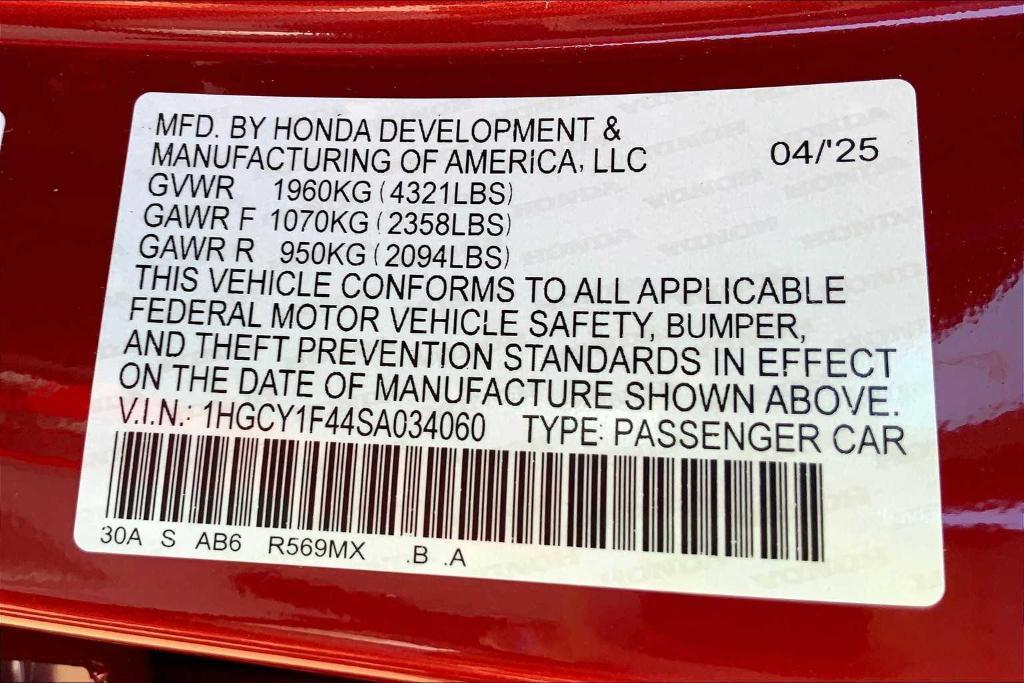 MFD. BY HONDA DEVELOPMENT &
MANUFACTURING OF AMERICA, LLC 04/'25
GVWR 1960KG (4321LBS)
GAWR F 1070KG (2358LBS)
GAWR R 950KG (2094LBS)
THIS VEHICLE CONFORMS TO ALL APPLICABLE
FEDERAL MOTOR VEHICLE SAFETY, BUMPER,
AND THEFT PREVENTION STANDARDS IN EFFECT
ON THE DATE OF MANUFACTURE SHOWN ABOVE.
V.I.N.: 1HGCY1F44SA034060 TYPE: PASSENGER CAR
30A S AB6 R569MX .B .A